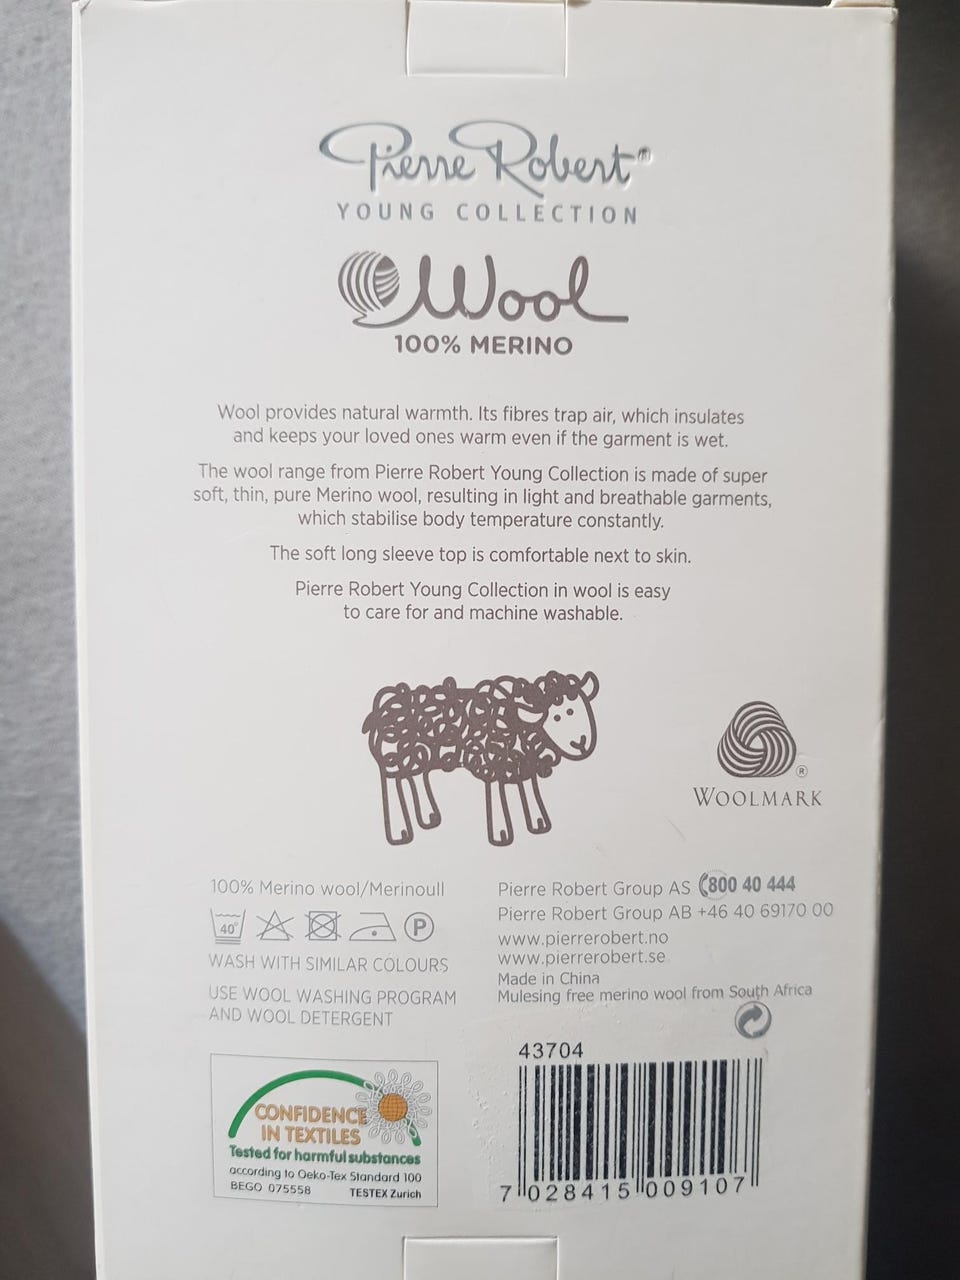 Pierre Robert®
YOUNG COLLECTION
Wool
100% MERINO
Wool provides natural warmth. Its fibres trap air, which insulates
and keeps your loved ones warm even if the garment is wet.
The wool range from Pierre Robert Young Collection is made of super
soft, thin, pure Merino wool, resulting in light and breathable garments,
which stabilise body temperature constantly.
The soft long sleeve top is comfortable next to skin.
Pierre Robert Young Collection in wool is easy
to care for and machine washable.
®
WOOLMARK
100% Merino wool/Merinoull
40°
P
WASH WITH SIMILAR COLOURS
USE WOOL WASHING PROGRAM
AND WOOL DETERGENT
Pierre Robert Group AS 800 40 444
Pierre Robert Group AB +46 40 69170 00
www.pierrerobert.no
www.pierrerobert.se
Made in China
Mulesing free merino wool from South Africa
CONFIDENCE
IN TEXTILES
Tested for harmful substances
according to Oeko-Tex Standard 100
BEGO 075558 TESTEX Zurich
43704
7 028415 009107